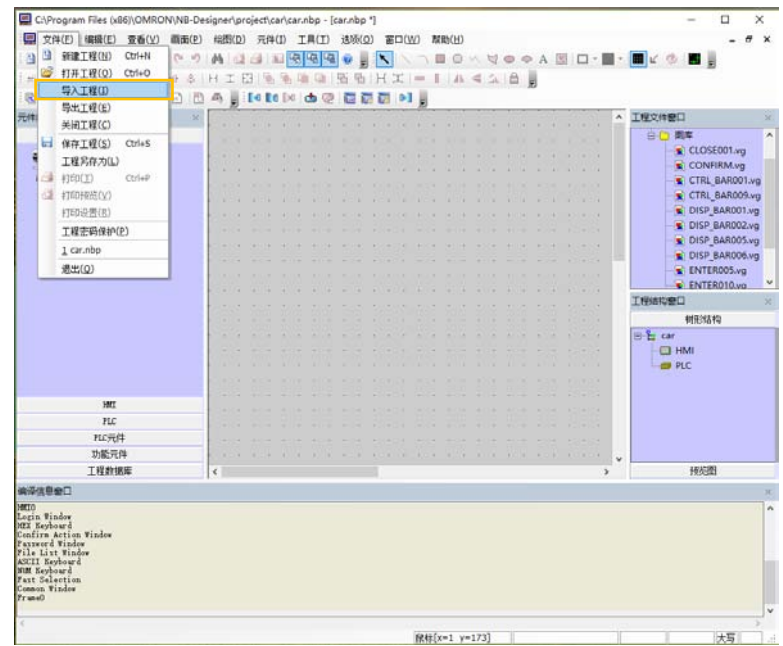 C:\Program Files (x86)\OMRON\NB-Designer\project\car\car.nbp - [car.nbp *]
文件(F) 编辑(E) 查看(V) 画面(P) 绘图(D) 元件(I) 工具(T) 选项(O) 窗口(W) 帮助(H)
新建工程(N) Ctrl+N
打开工程(O) Ctrl+O
导入工程(I)
导出工程(E)
关闭工程(C)
保存工程(S) Ctrl+S
工程另存为(L)
打印(I) Ctrl+P
打印预览(V)
打印设置(R)
工程密码保护(P)
1 car.nbp
退出(Q)
HMI
PLC
PLC元件
功能元件
工程数据库
工程文件窗口
图库
CLOSE001.vg
CONFIRM.vg
CTRL_BAR001.vg
CTRL_BAR009.vg
DISP_BAR001.vg
DISP_BAR002.vg
DISP_BAR005.vg
DISP_BAR006.vg
ENTER005.vg
ENTER010.vg
工程结构窗口
树形结构
car
HMI
PLC
预览图
编译信息窗口
HMI0
Login Window
HEX Keyboard
Confirm Action Window
Password Window
File List Window
ASCII Keyboard
NUM Keyboard
Fast Selection
Common Window
Frame0
鼠标[x=1 y=173]
大写